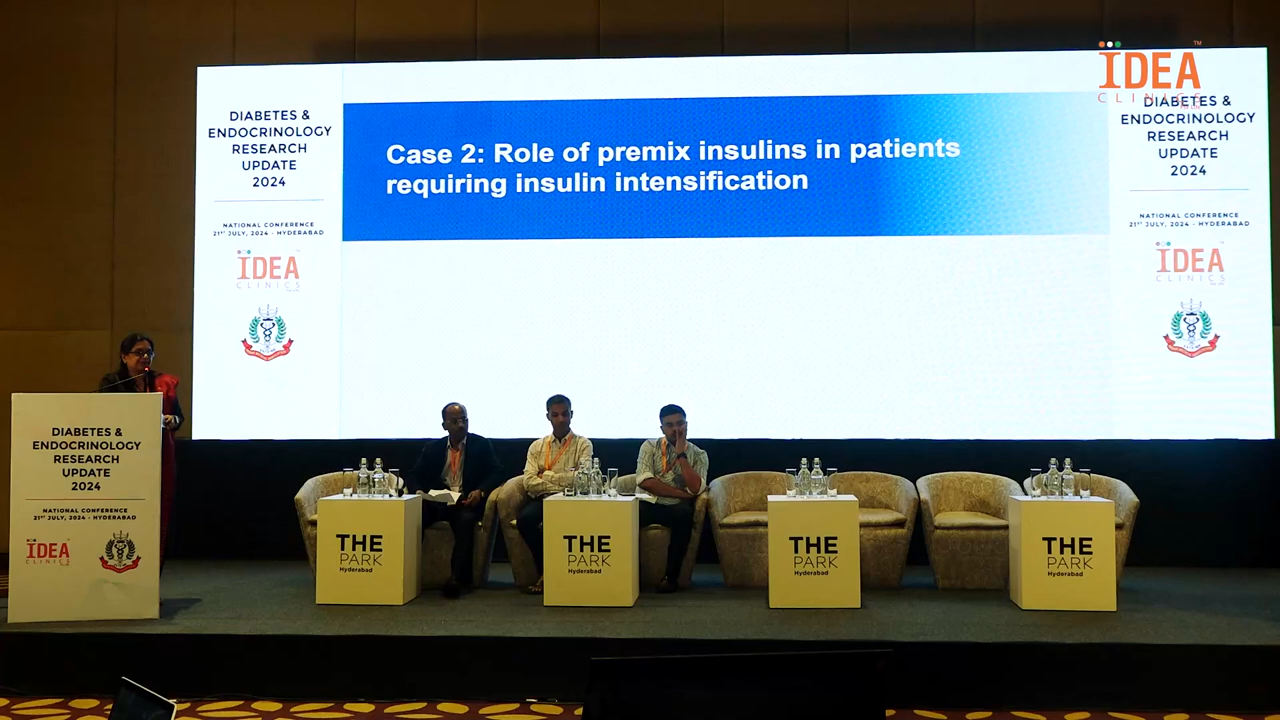 DIABETES &
ENDOCRINOLOGY
RESEARCH
UPDATE
2024
NATIONAL CONFERENCE
21ST JULY, 2024 - HYDERABAD
IDEA
CLINICS
Case 2: Role of premix insulins in patients
requiring insulin intensification
IDEA
CLINICS
TM
DIABETES &
ENDOCRINOLOGY
RESEARCH
UPDATE
2024
NATIONAL CONFERENCE
21ST JULY, 2024 - HYDERABAD
IDEA
CLINICS
DIABETES &
ENDOCRINOLOGY
RESEARCH
UPDATE
2024
NATIONAL CONFERENCE
21ST JULY, 2024 - HYDERABAD
IDEA
CLINICS
THE
PARK
Hyderabad
THE
PARK
Hyderabad
THE
PARK
Hyderabad
THE
PARK
Hyderabad